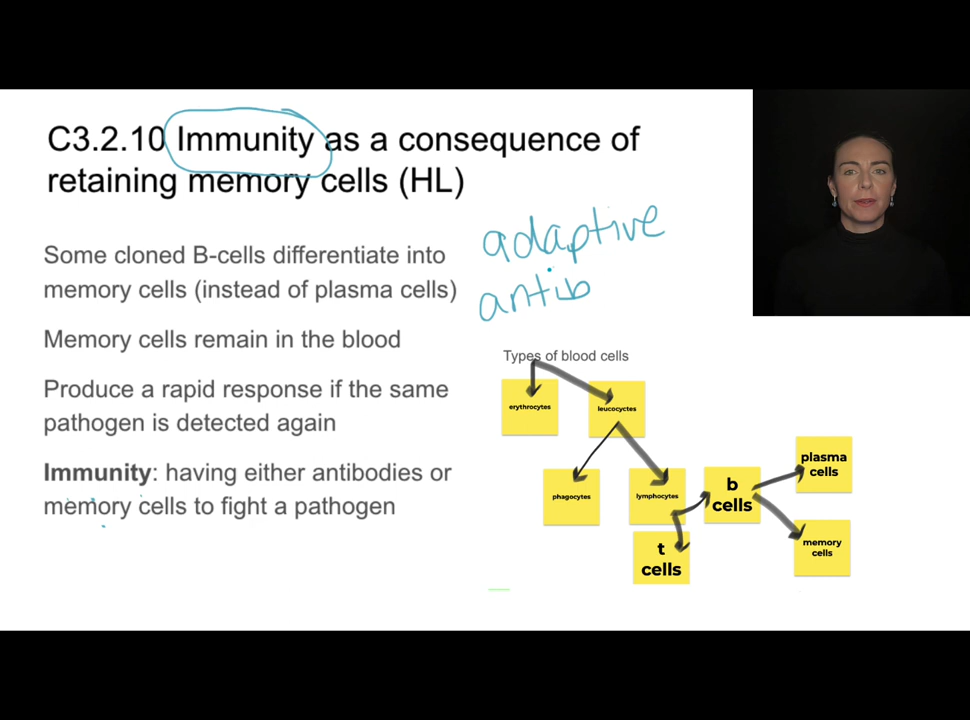 C3.2.10 Immunity as a consequence of
retaining memory cells (HL)
Some cloned B-cells differentiate into
memory cells (instead of plasma cells)
Memory cells remain in the blood
Produce a rapid response if the same
pathogen is detected again
Immunity: having either antibodies or
memory cells to fight a pathogen
adaptive
antib
Types of blood cells
erythrocytes
leucocyctes
phagocytes
lymphocytes
b
cells
t
cells
plasma
cells
memory
cells